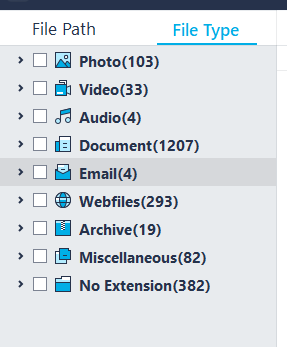 File Path File Type
Photo(103)
Video(33)
Audio(4)
Document(1207)
Email(4)
Webfiles(293)
Archive(19)
Miscellaneous(82)
No Extension(382)